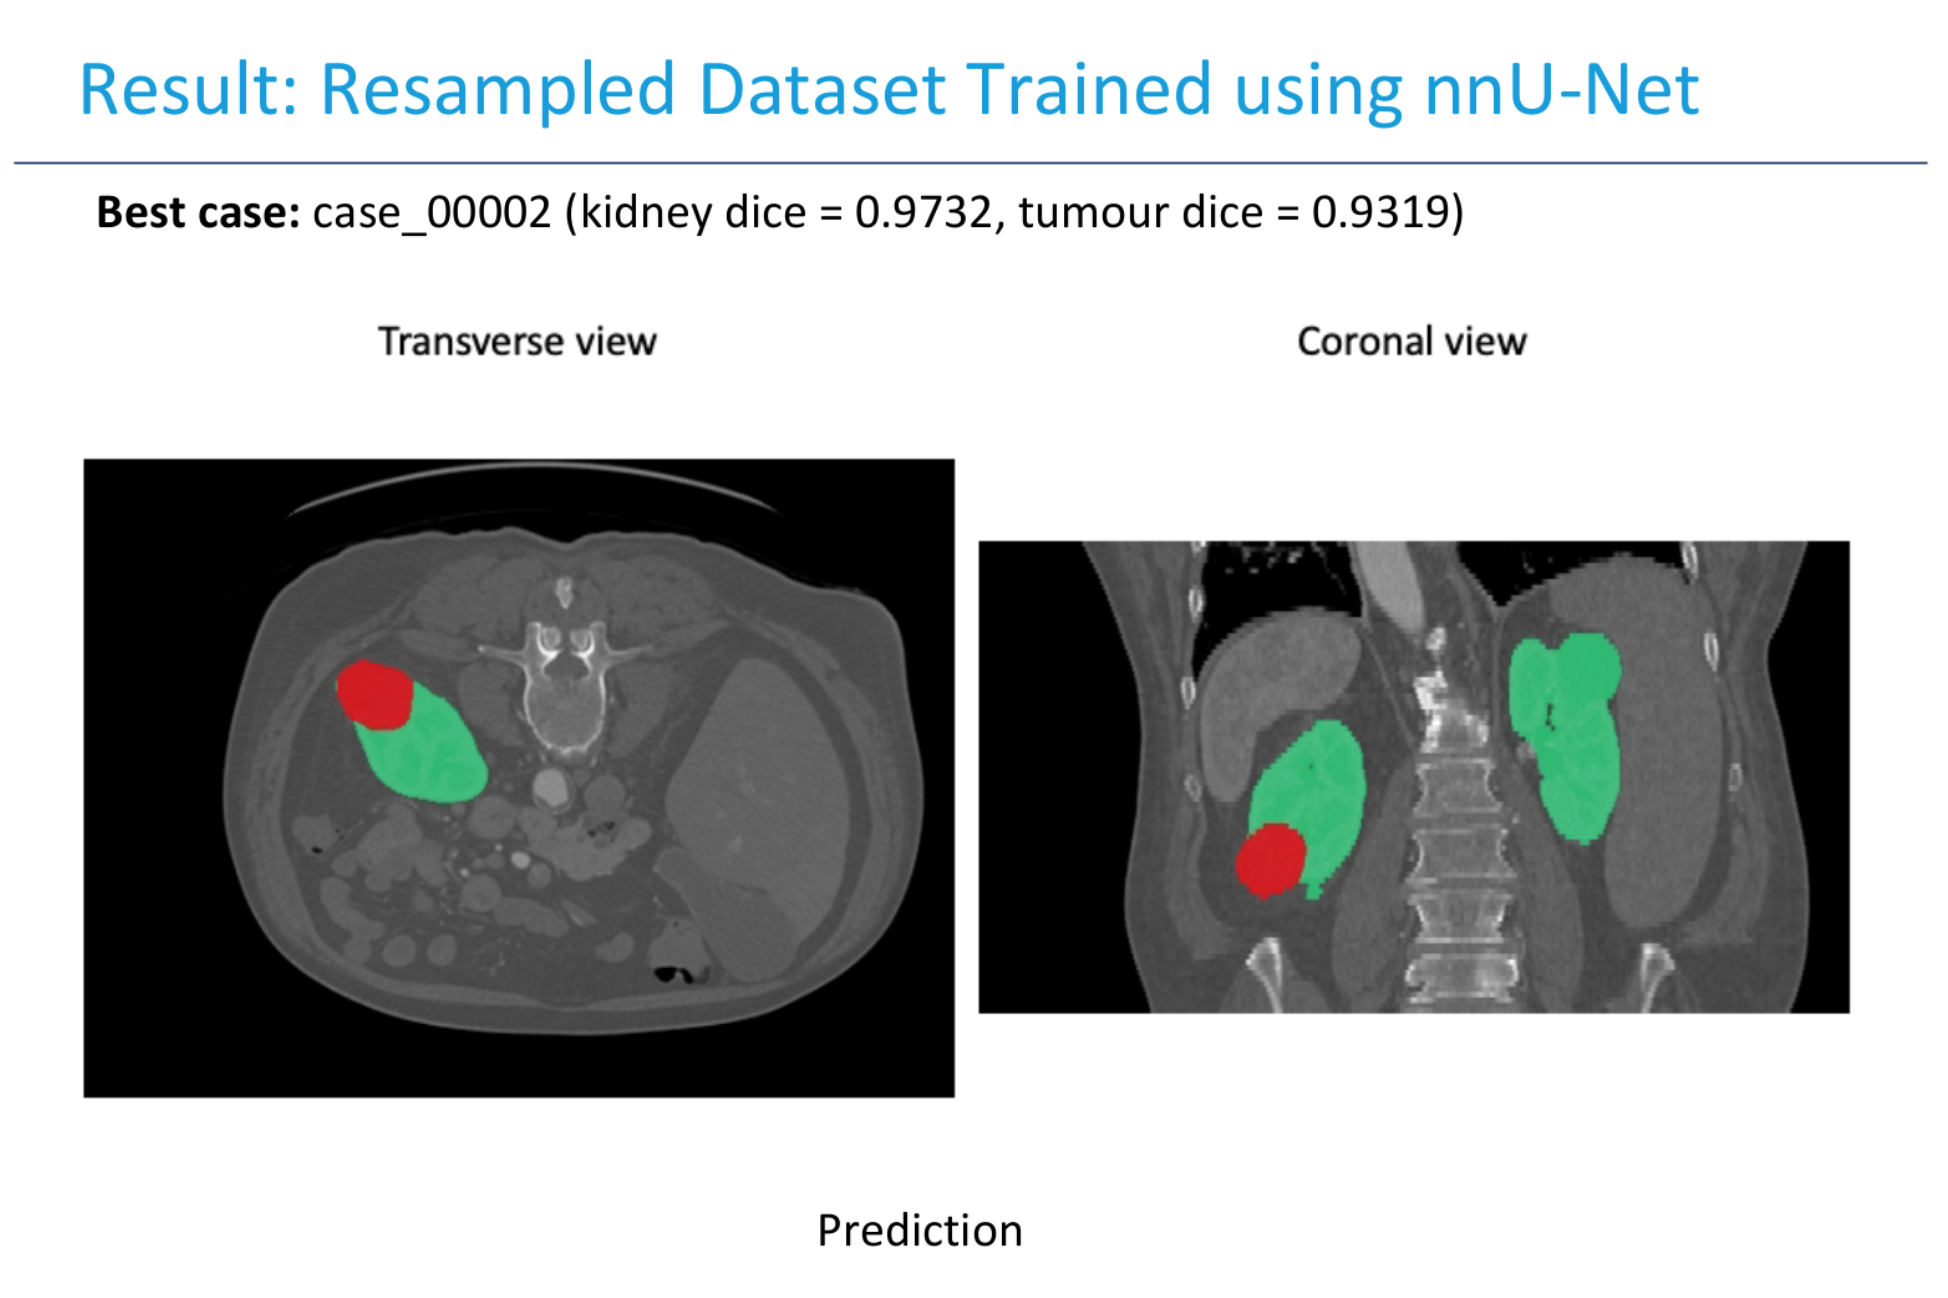 Result: Resampled Dataset Trained using nnU-Net
Best case: case_00002 (kidney dice = 0.9732, tumour dice = 0.9319)
Transverse view
Coronal view
Prediction